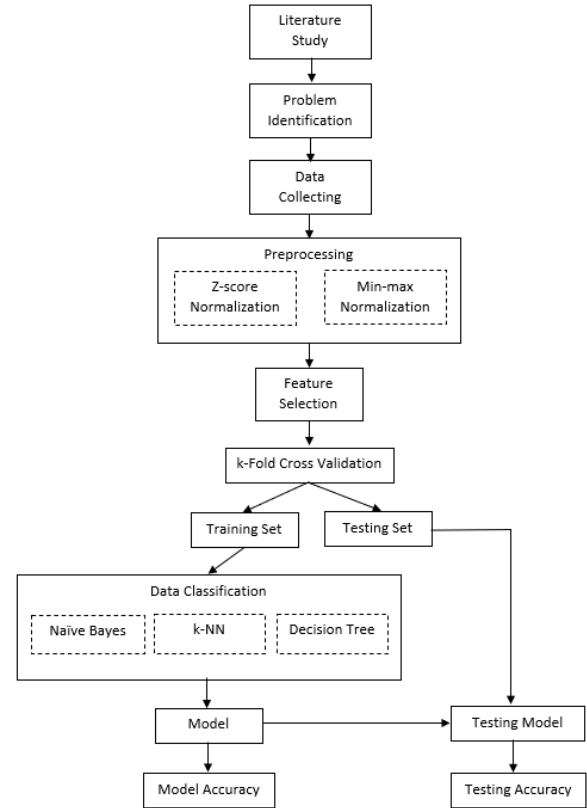 Literature
Study
Problem
Identification
Data
Collecting
Preprocessing
Z-score
Normalization
Min-max
Normalization
Feature
Selection
k-Fold Cross Validation
Training Set
Testing Set
Data Classification
Naïve Bayes
k-NN
Decision Tree
Model
Testing Model
Model Accuracy
Testing Accuracy